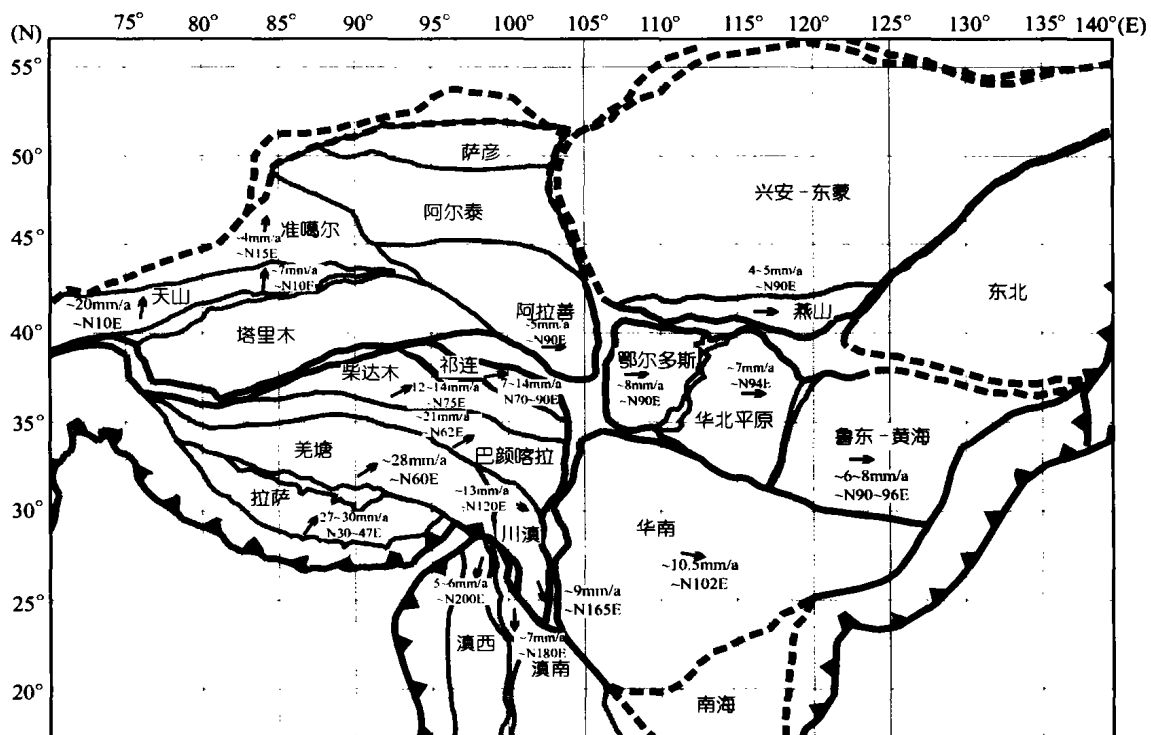 (N) 75° 80° 85° 90° 95° 100° 105° 110° 115° 120° 125° 130° 135° 140° (E)
55°
50°
45°
40°
35°
30°
25°
20°
萨彦
兴安－东蒙
阿尔泰
准噶尔
~4mm/a
~N15E
~7mm/a
~N10E
天山
~20mm/a
~N10E
塔里木
阿拉善
~5mm/a
~N90E
4~5mm/a
~N90E
燕山
东北
柴达木
祁连
12~14mm/a
~N75E
7~14mm/a
N70~90E
鄂尔多斯
~8mm/a
~N90E
~7mm/a
~N94E
华北平原
~21mm/a
~N62E
羌塘
巴颜喀拉
~28mm/a
~N60E
鲁东－黄海
~6~8mm/a
~N90~96E
拉萨
27~30mm/a
N30~47E
~13mm/a
~N120E
川滇
华南
~10.5mm/a
~N102E
5~6mm/a
~N200E
~9mm/a
~N165E
滇西
~7mm/a
~N180E
滇南
南海